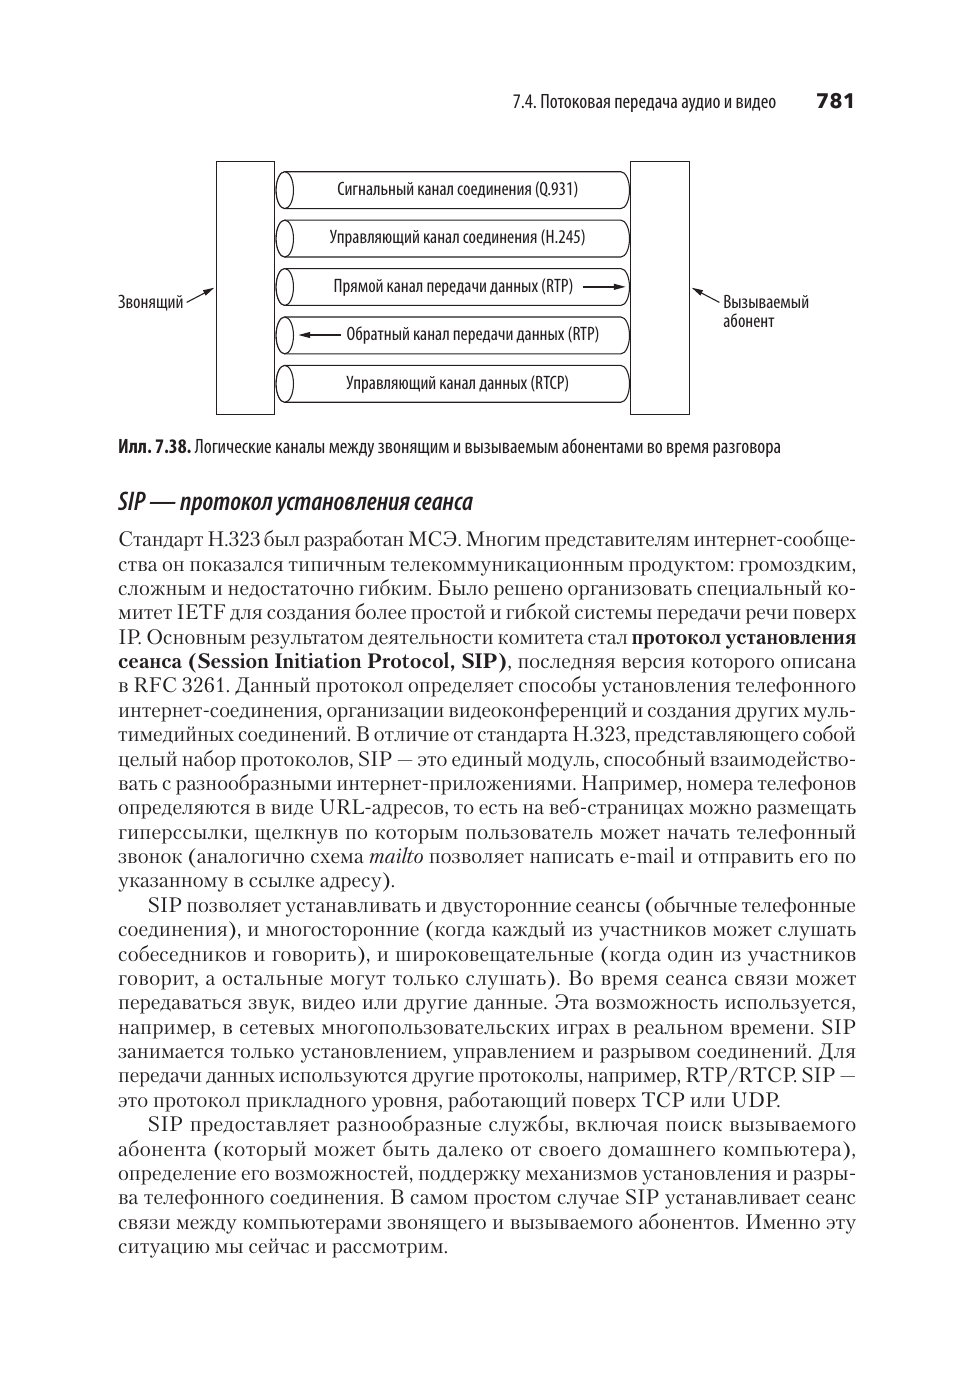 7.4. Потоковая передача аудио и видео 781
Сигнальный канал соединения (Q.931)
Управляющий канал соединения (H.245)
Прямой канал передачи данных (RTP)
Звонящий
Вызываемый
абонент
Обратный канал передачи данных (RTP)
Управляющий канал данных (RTCP)
Илл. 7.38. Логические каналы между звонящим и вызываемым абонентами во время разговора
SIP — протокол установления сеанса
Стандарт H.323 был разработан МСЭ. Многим представителям интернет-сообще-
ства он показался типичным телекоммуникационным продуктом: громоздким,
сложным и недостаточно гибким. Было решено организовать специальный ко-
митет IETF для создания более простой и гибкой системы передачи речи поверх
IP. Основным результатом деятельности комитета стал протокол установления
сеанса (Session Initiation Protocol, SIP), последняя версия которого описана
в RFC 3261. Данный протокол определяет способы установления телефонного
интернет-соединения, организации видеоконференций и создания других муль-
тимедийных соединений. В отличие от стандарта H.323, представляющего собой
целый набор протоколов, SIP — это единый модуль, способный взаимодейство-
вать с разнообразными интернет-приложениями. Например, номера телефонов
определяются в виде URL-адресов, то есть на веб-страницах можно размещать
гиперссылки, щелкнув по которым пользователь может начать телефонный
звонок (аналогично схема mailto позволяет написать e-mail и отправить его по
указанному в ссылке адресу).
SIP позволяет устанавливать и двусторонние сеансы (обычные телефонные
соединения), и многосторонние (когда каждый из участников может слушать
собеседников и говорить), и широковещательные (когда один из участников
говорит, а остальные могут только слушать). Во время сеанса связи может
передаваться звук, видео или другие данные. Эта возможность используется,
например, в сетевых многопользовательских играх в реальном времени. SIP
занимается только установлением, управлением и разрывом соединений. Для
передачи данных используются другие протоколы, например, RTP/RTCP. SIP —
это протокол прикладного уровня, работающий поверх TCP или UDP.
SIP предоставляет разнообразные службы, включая поиск вызываемого
абонента (который может быть далеко от своего домашнего компьютера),
определение его возможностей, поддержку механизмов установления и разры-
ва телефонного соединения. В самом простом случае SIP устанавливает сеанс
связи между компьютерами звонящего и вызываемого абонентов. Именно эту
ситуацию мы сейчас и рассмотрим.